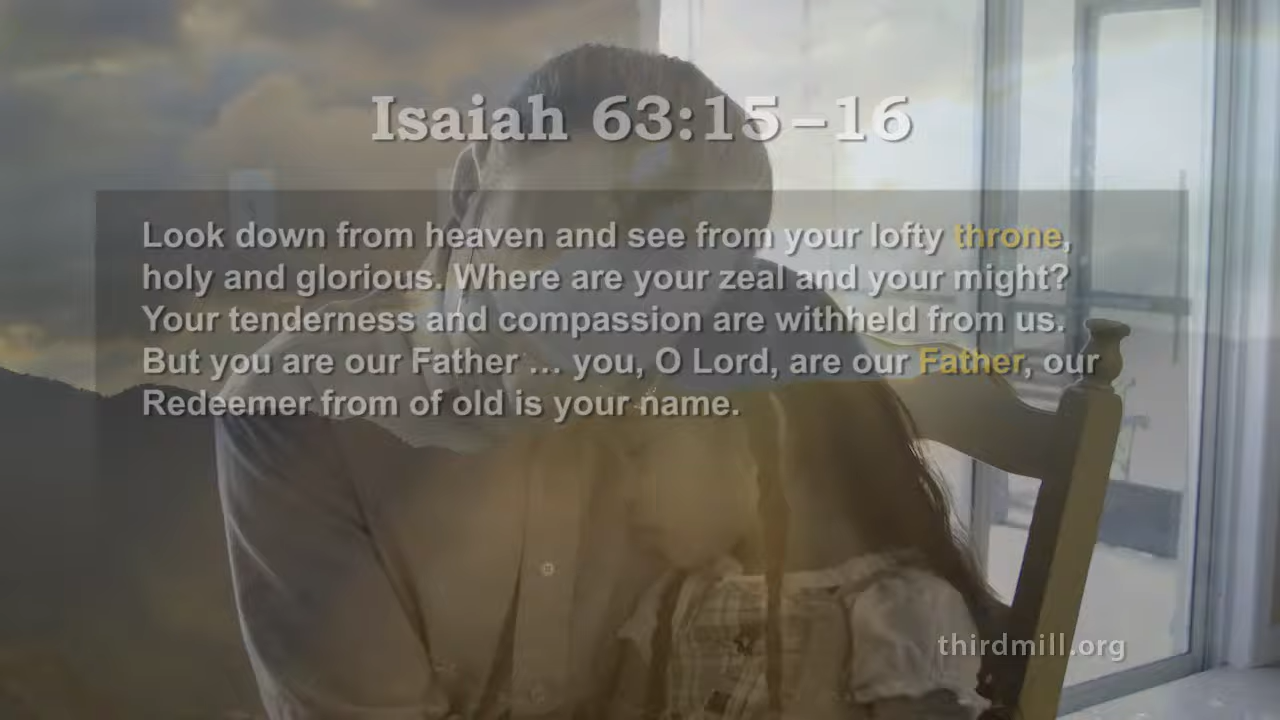 Isaiah 63:15–16
Look down from heaven and see from your lofty throne,
holy and glorious. Where are your zeal and your might?
Your tenderness and compassion are withheld from us.
But you are our Father … you, O Lord, are our Father, our
Redeemer from of old is your name.
thirdmill.org